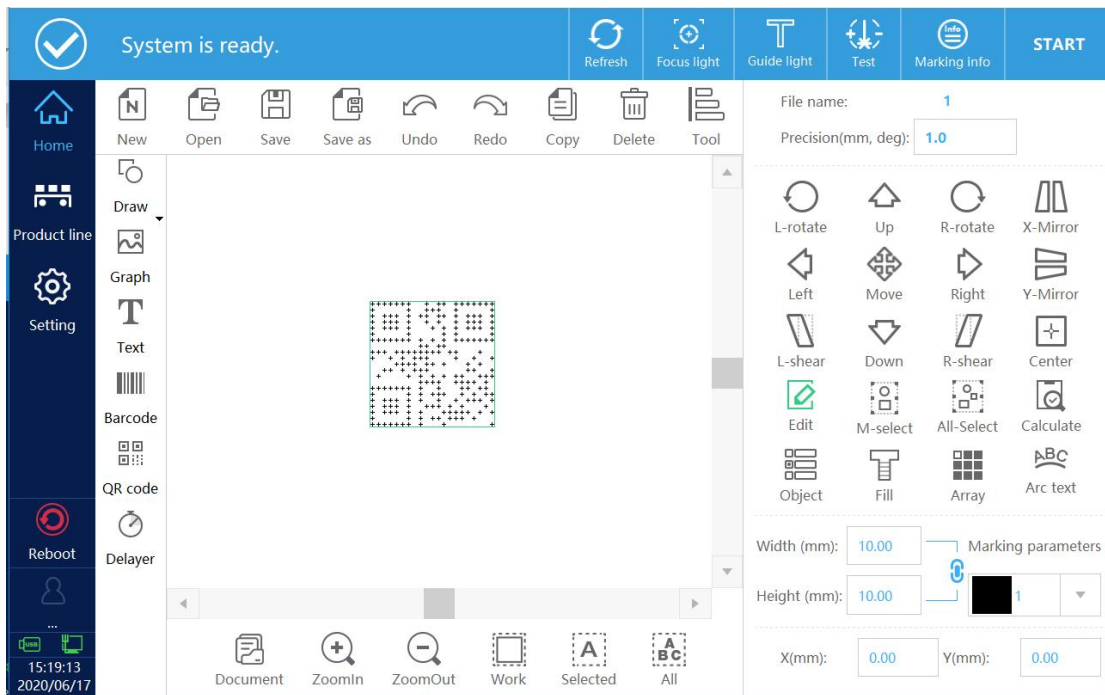 System is ready.
Refresh
Focus light
Guide light
Test
Info
Marking info
START
Home
Product line
Setting
Reboot
...
USB
15:19:13
2020/06/17
N
New
Open
Save
Save as
Undo
Redo
Copy
Delete
Tool
Draw
Graph
T
Text
Barcode
QR code
Delayer
Document
ZoomIn
ZoomOut
Work
A
Selected
A
B C
All
File name: 1
Precision(mm, deg): 1.0
L-rotate
Up
R-rotate
X-Mirror
Left
Move
Right
Y-Mirror
L-shear
Down
R-shear
Center
Edit
M-select
All-Select
Calculate
Object
Fill
Array
ABC
Arc text
Width (mm): 10.00
Marking parameters
Height (mm): 10.00
1
X(mm): 0.00 Y(mm): 0.00